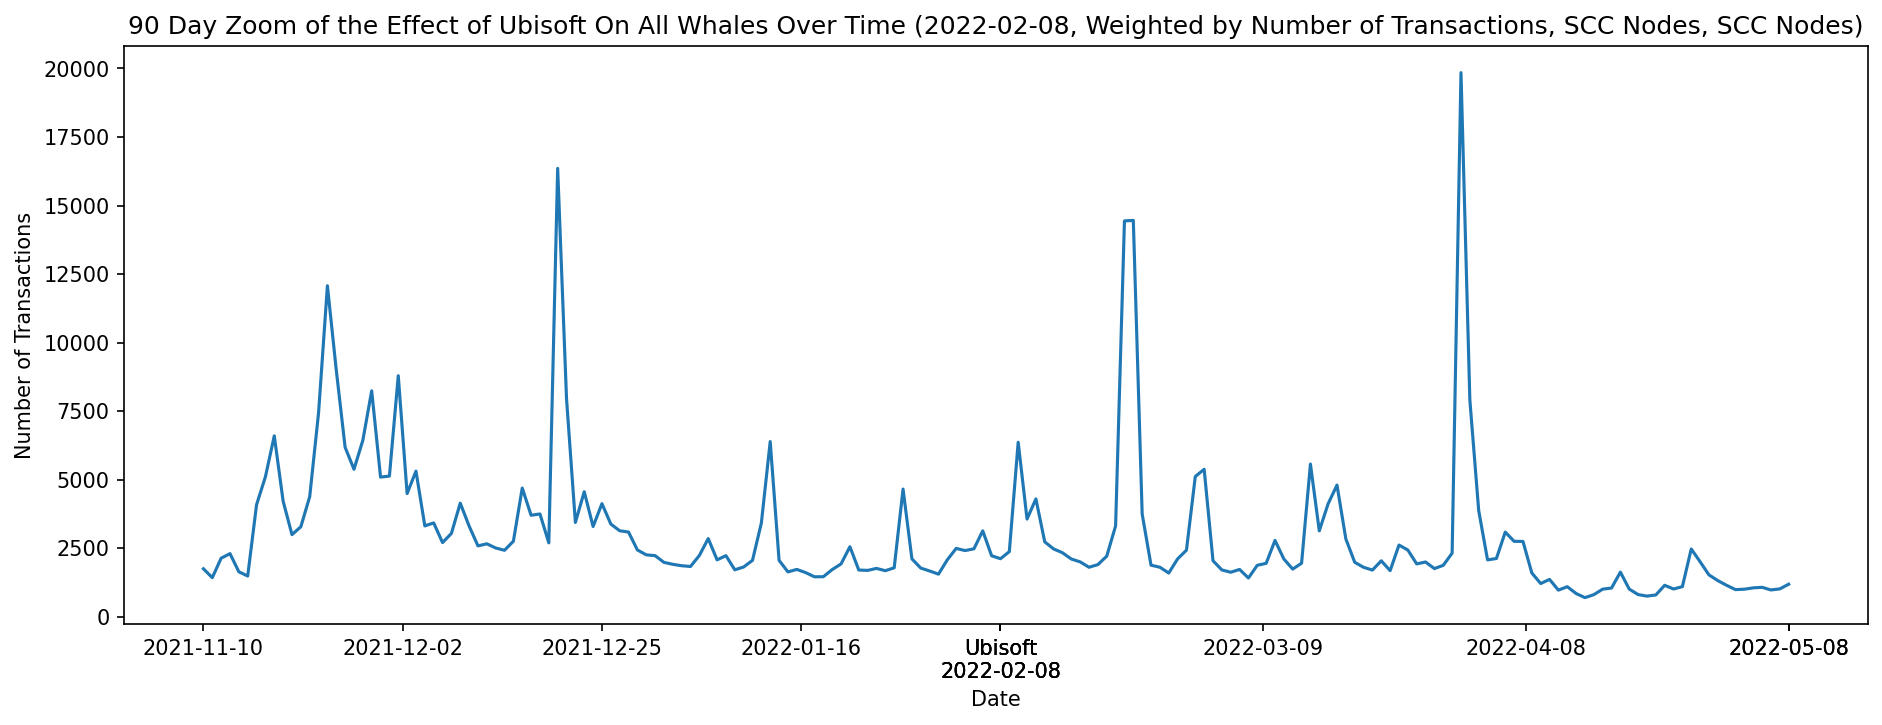 90 Day Zoom of the Effect of Ubisoft On All Whales Over Time (2022-02-08, Weighted by Number of Transactions, SCC Nodes, SCC Nodes)
20000
17500
15000
12500
10000
7500
5000
2500
0
Number of Transactions
2021-11-10 2021-12-02 2021-12-25 2022-01-16 Ubisoft 2022-03-09 2022-04-08 2022-05-08
2022-02-08
Date